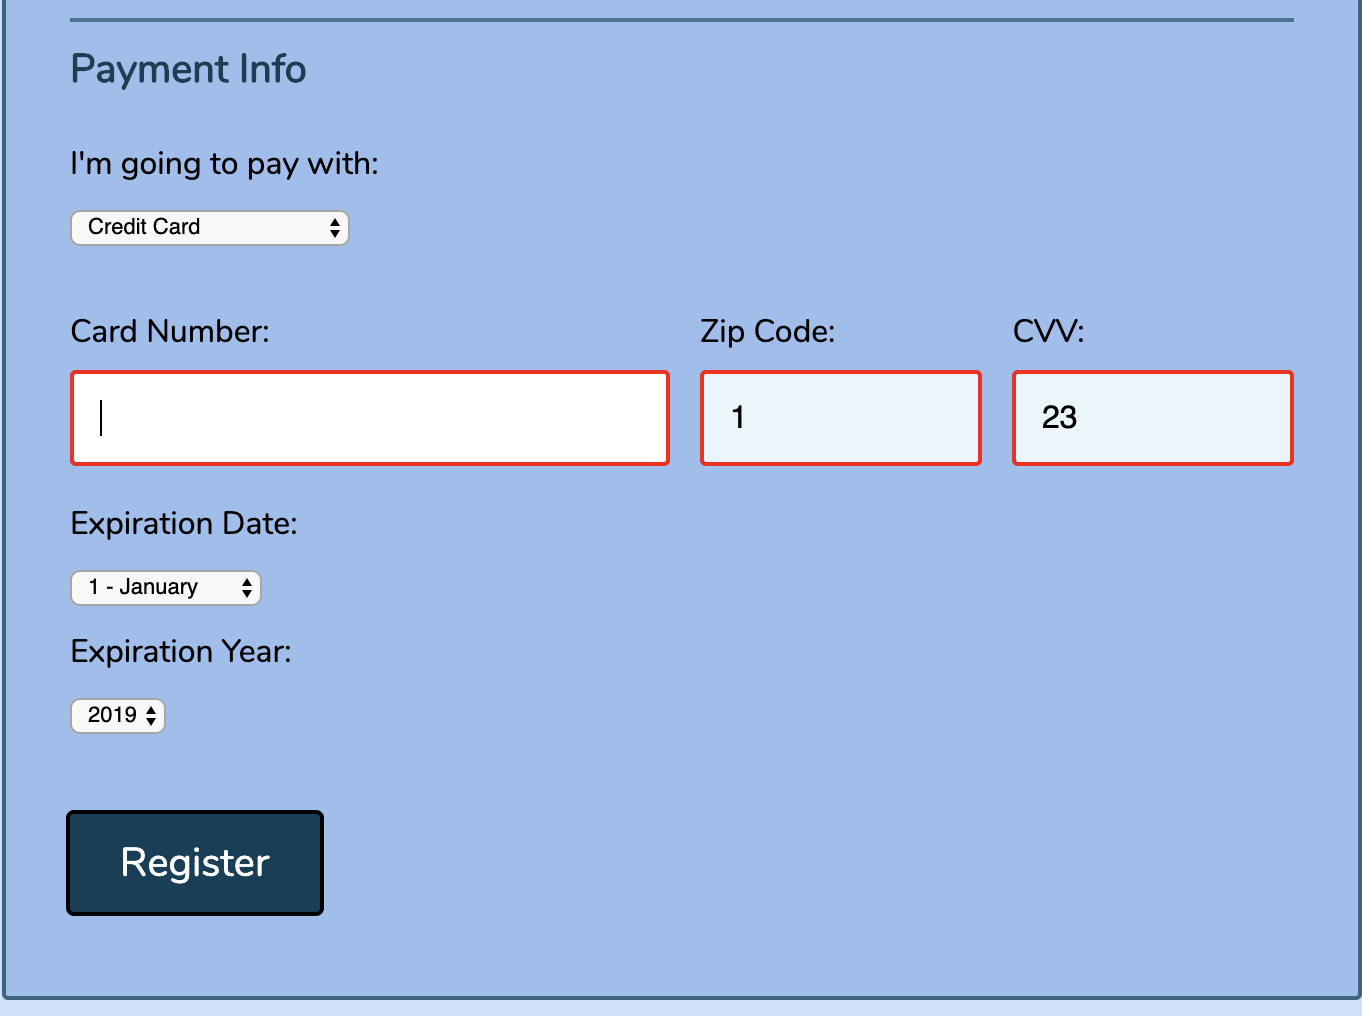 Payment Info
I'm going to pay with:
Credit Card
Card Number: Zip Code: CVV:
1 23
Expiration Date:
1 - January
Expiration Year:
2019
Register